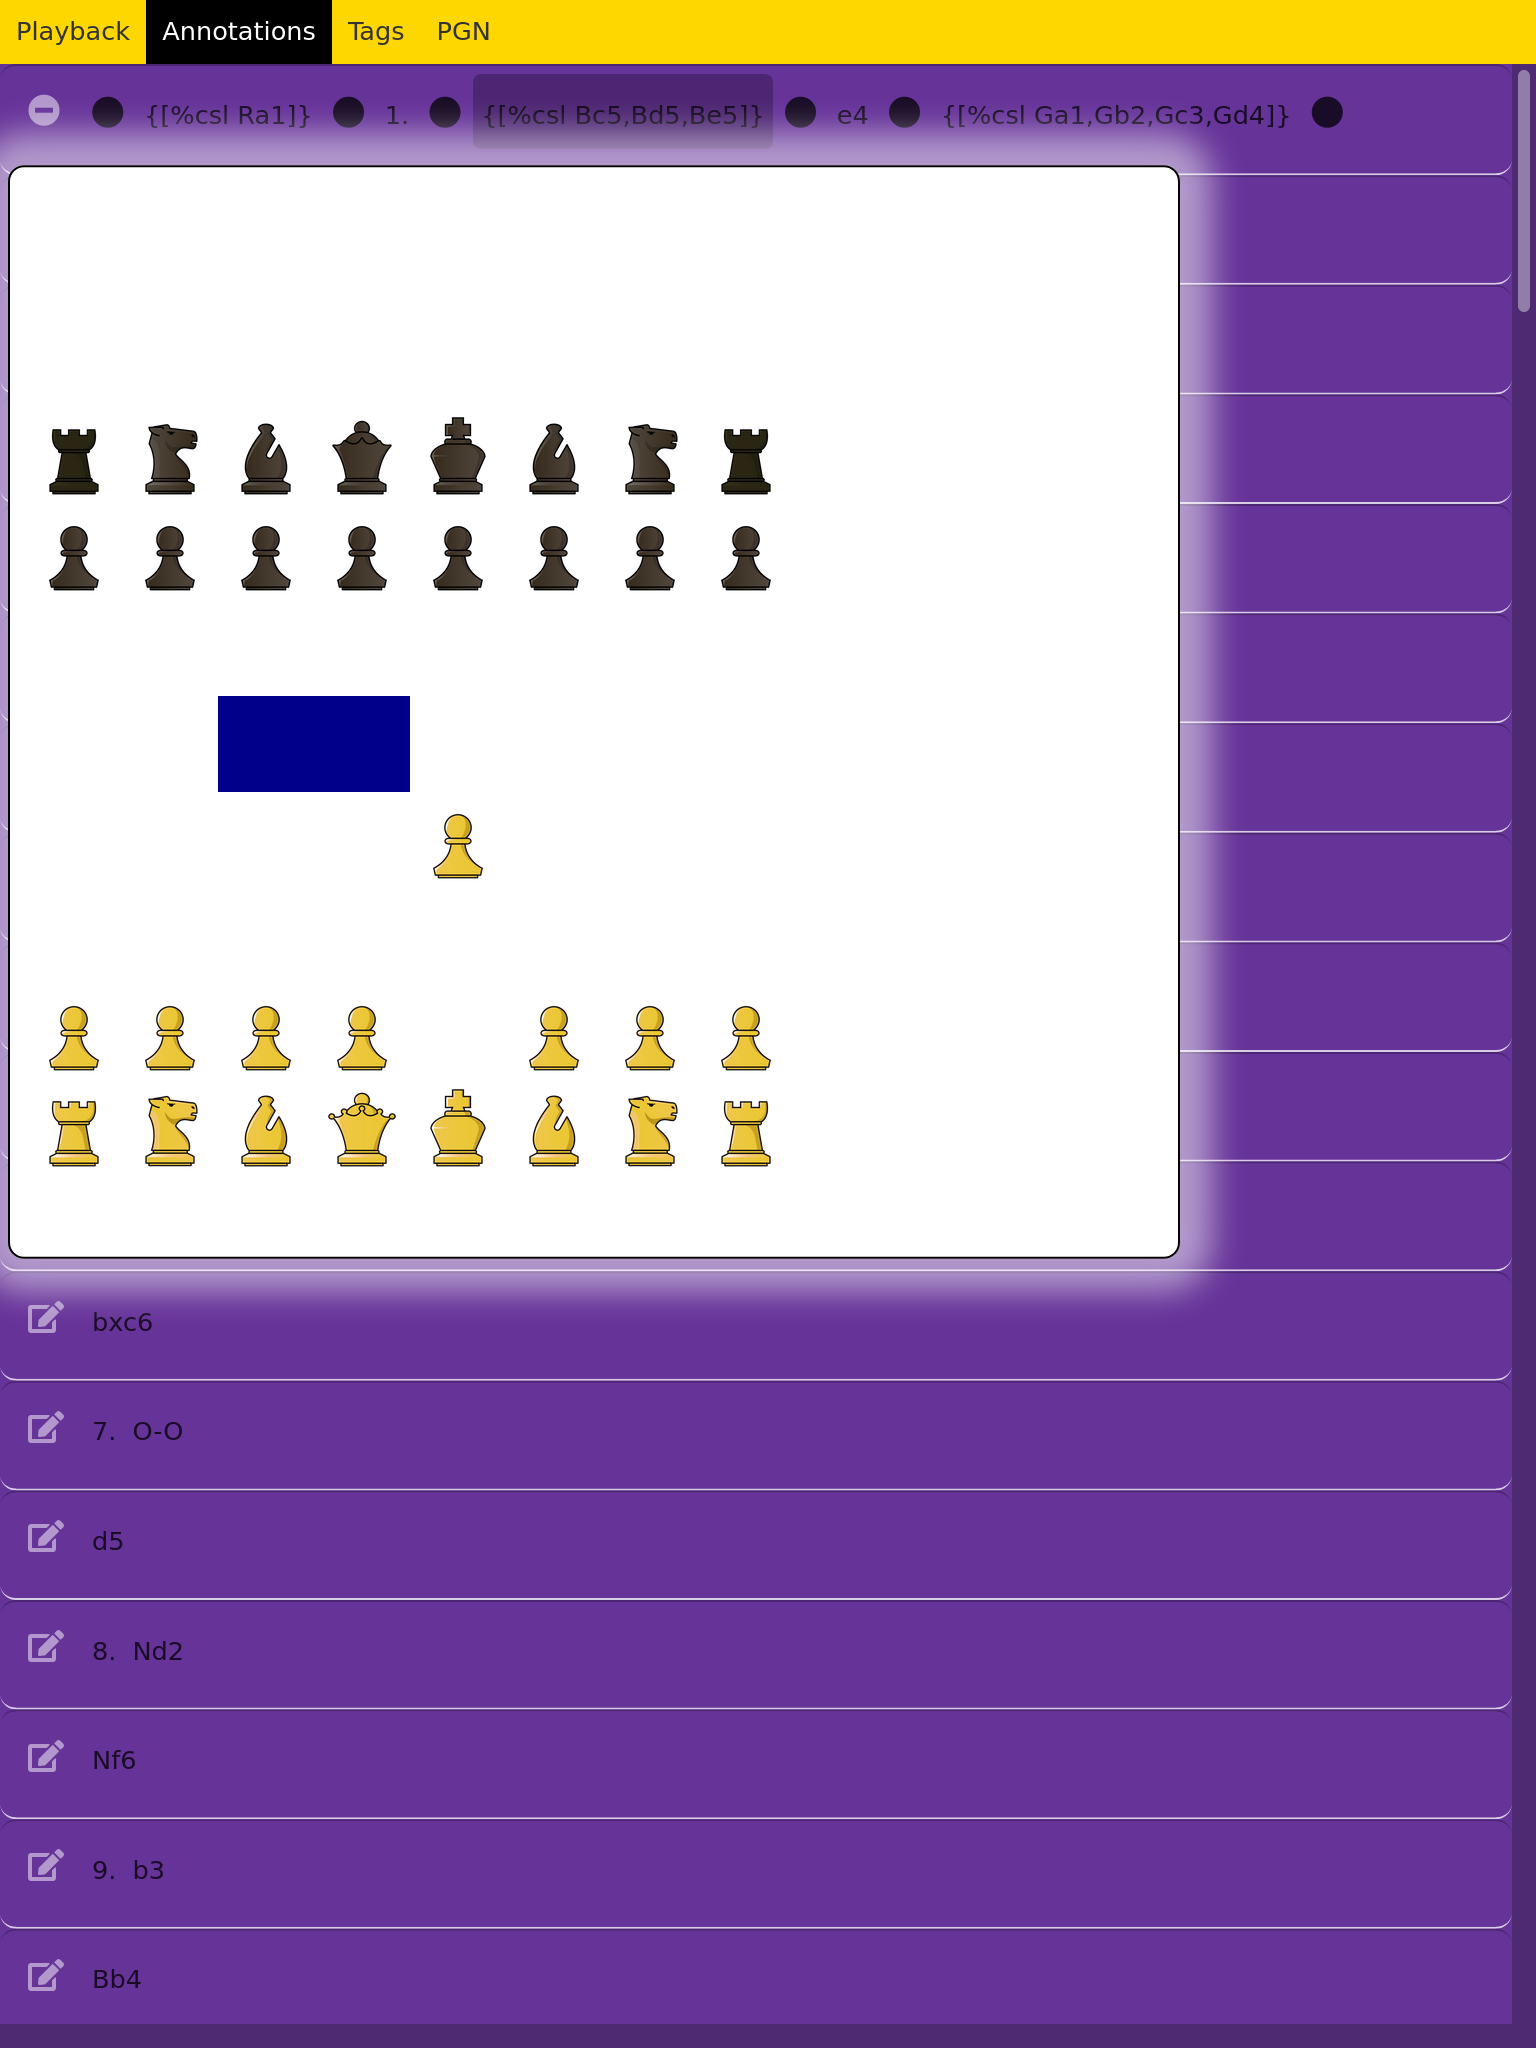 Playback Annotations Tags PGN
{[%csl Ra1]} 1. {[%csl Bc5,Bd5,Be5]} e4 {[%csl Ga1,Gb2,Gc3,Gd4]}
bxc6
7. O-O
d5
8. Nd2
Nf6
9. b3
Bb4